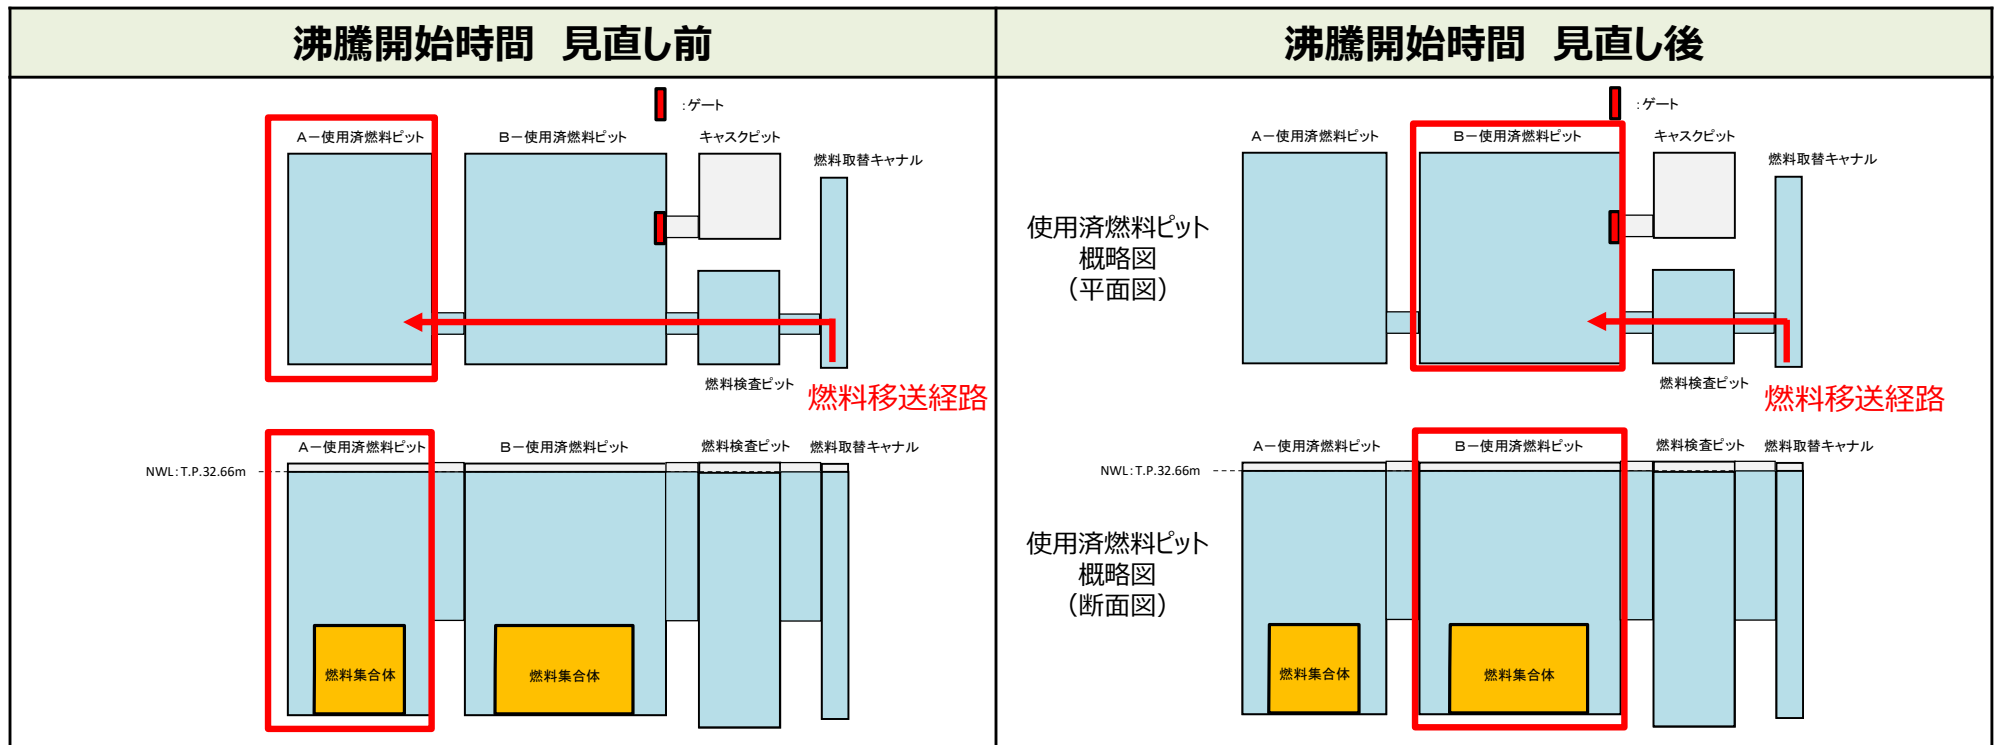 沸騰開始時間　見直し前
沸騰開始時間　見直し後
：ゲート
A－使用済燃料ピット
B－使用済燃料ピット
キャスクピット
燃料取替キャナル
燃料検査ピット
燃料移送経路
A－使用済燃料ピット
B－使用済燃料ピット
燃料検査ピット
燃料取替キャナル
NWL：T.P.32.66m
燃料集合体
燃料集合体
：ゲート
A－使用済燃料ピット
B－使用済燃料ピット
キャスクピット
燃料取替キャナル
使用済燃料ピット
概略図
（平面図）
燃料検査ピット
燃料移送経路
A－使用済燃料ピット
B－使用済燃料ピット
燃料検査ピット
燃料取替キャナル
NWL：T.P.32.66m
使用済燃料ピット
概略図
（断面図）
燃料集合体
燃料集合体